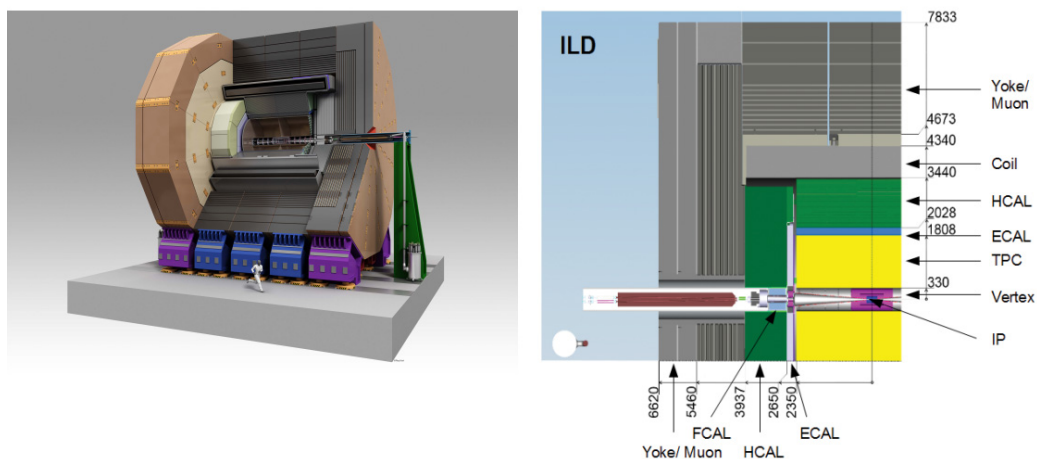 ILD
7833
Yoke/
Muon
4673
4340
Coil
3440
HCAL
2028
ECAL
1808
TPC
330
Vertex
IP
6620
5460
3937
2650
2350
FCAL
ECAL
Yoke/ Muon
HCAL